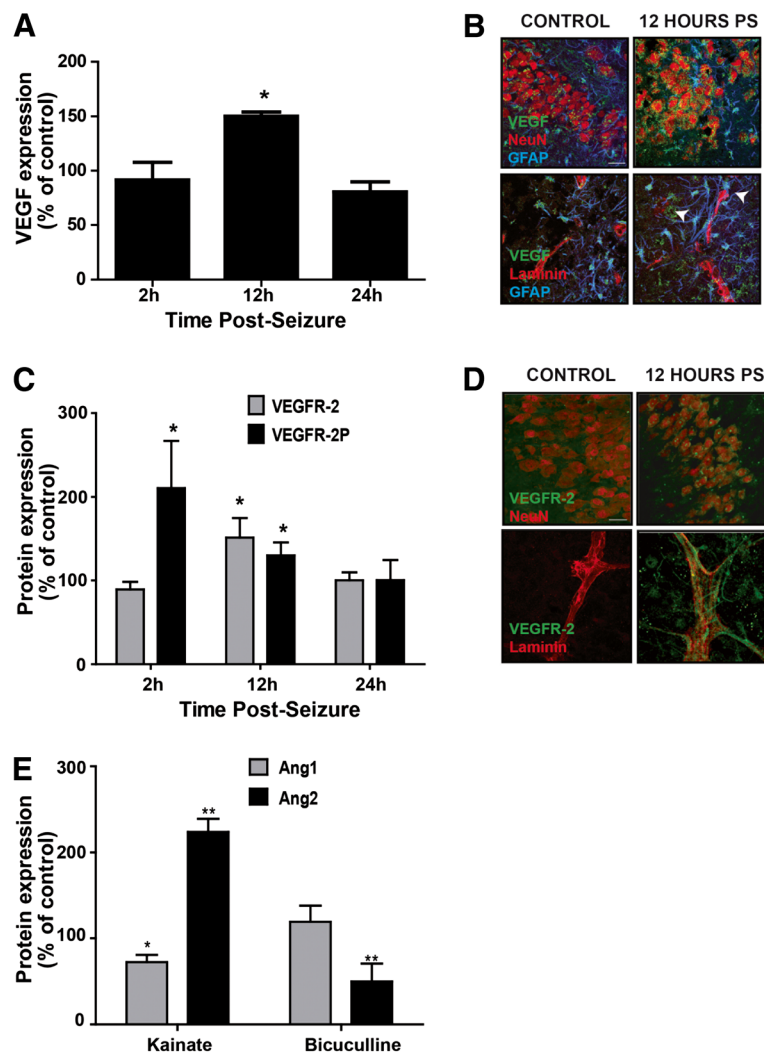 A
VEGF expression
(% of control)
200
150
100
50
0
*
2h 12h 24h
Time Post-Seizure
B
CONTROL 12 HOURS PS
VEGF
NeuN
GFAP
VEGF
Laminin
GFAP
C
Protein expression
(% of control)
300
200
100
0
VEGFR-2
VEGFR-2P
* * *
2h 12h 24h
Time Post-Seizure
D
CONTROL 12 HOURS PS
VEGFR-2
NeuN
VEGFR-2
Laminin
E
Protein expression
(% of control)
300
200
100
0
Ang1
Ang2
* ** **
Kainate Bicuculline